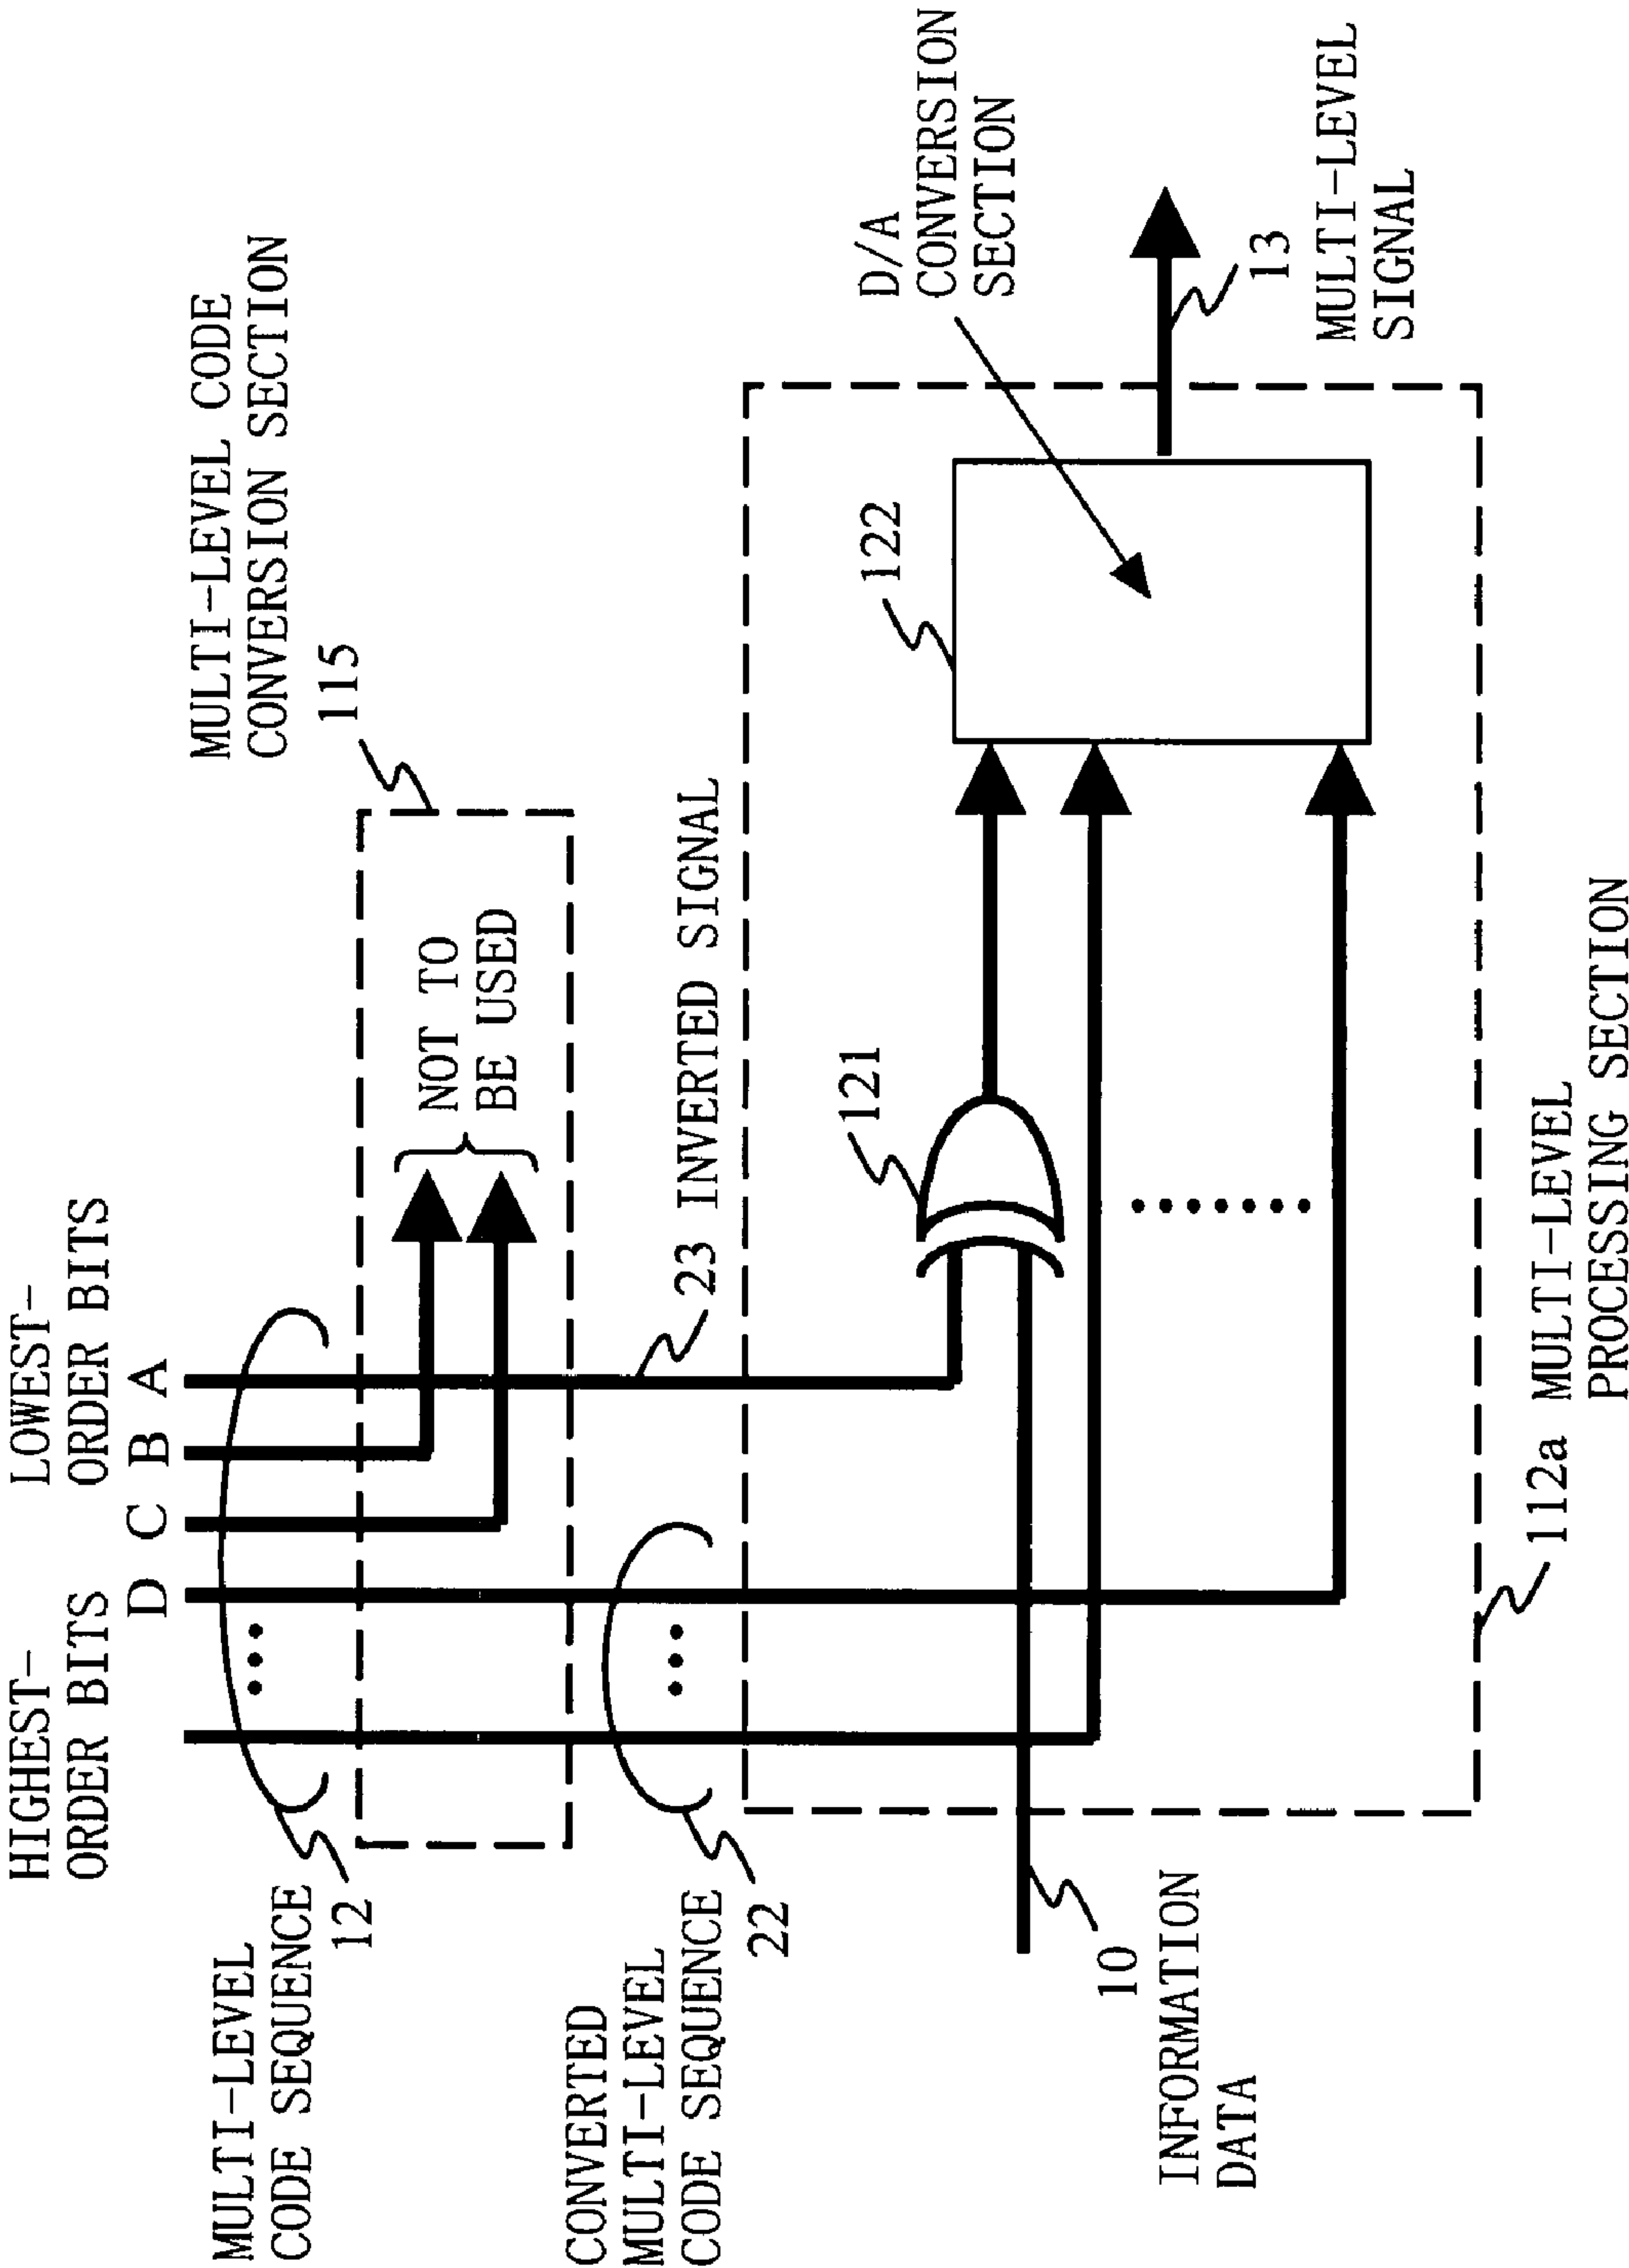 HIGHEST-
ORDER BITS
LOWEST-
ORDER BITS
D
C
B
A
MULTI-LEVEL
CODE SEQUENCE
12
MULTI-LEVEL CODE
CONVERSION SECTION
115
NOT TO
BE USED
CONVERTED
MULTI-LEVEL
CODE SEQUENCE
22
23 INVERTED SIGNAL
121
122
D/A
CONVERSION
SECTION
10
INFORMATION
DATA
13
MULTI-LEVEL
SIGNAL
112a MULTI-LEVEL
PROCESSING SECTION